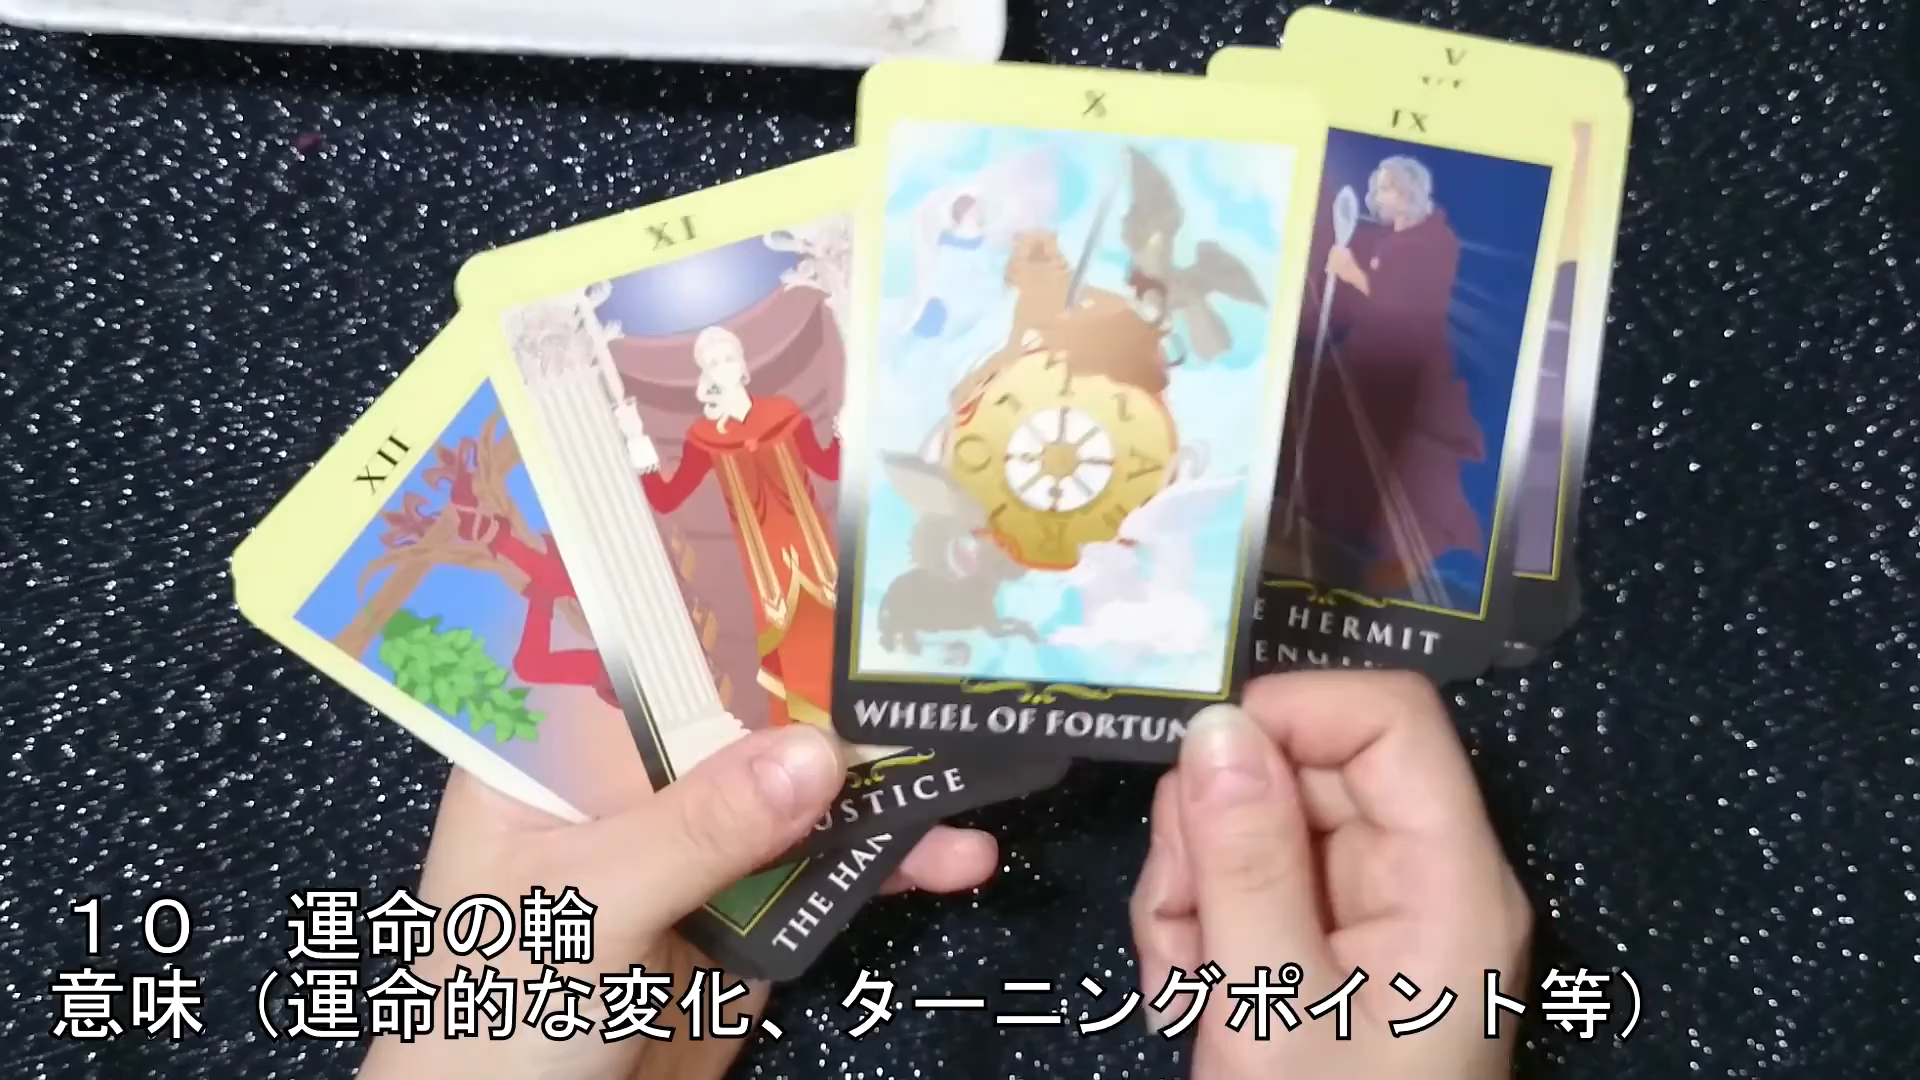 V
IX
X
XI
XII
WHEEL OF FORTUN
E HERMIT
USTICE
THE HAN
１０　運命の輪
意味（運命的な変化、ターニングポイント等）